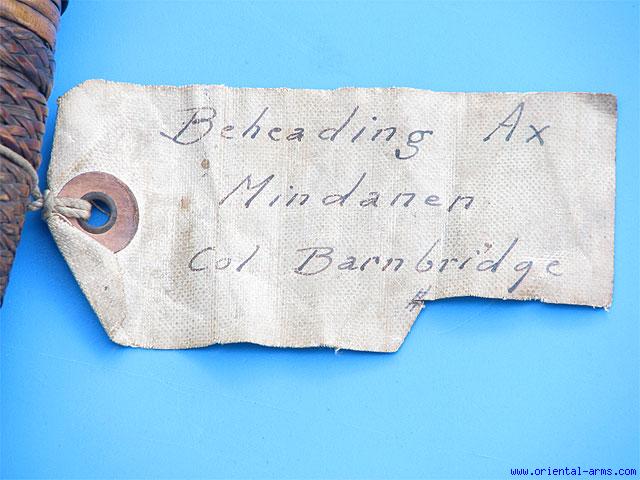 Beheading Ax
Mindanen
Col Barnbridge
#
www.oriental-arms.com